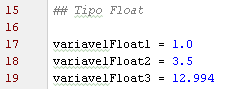 15 ## Tipo Float
16
17 variavelFloat1 = 1.0
18 variavelFloat2 = 3.5
19 variavelFloat3 = 12.994